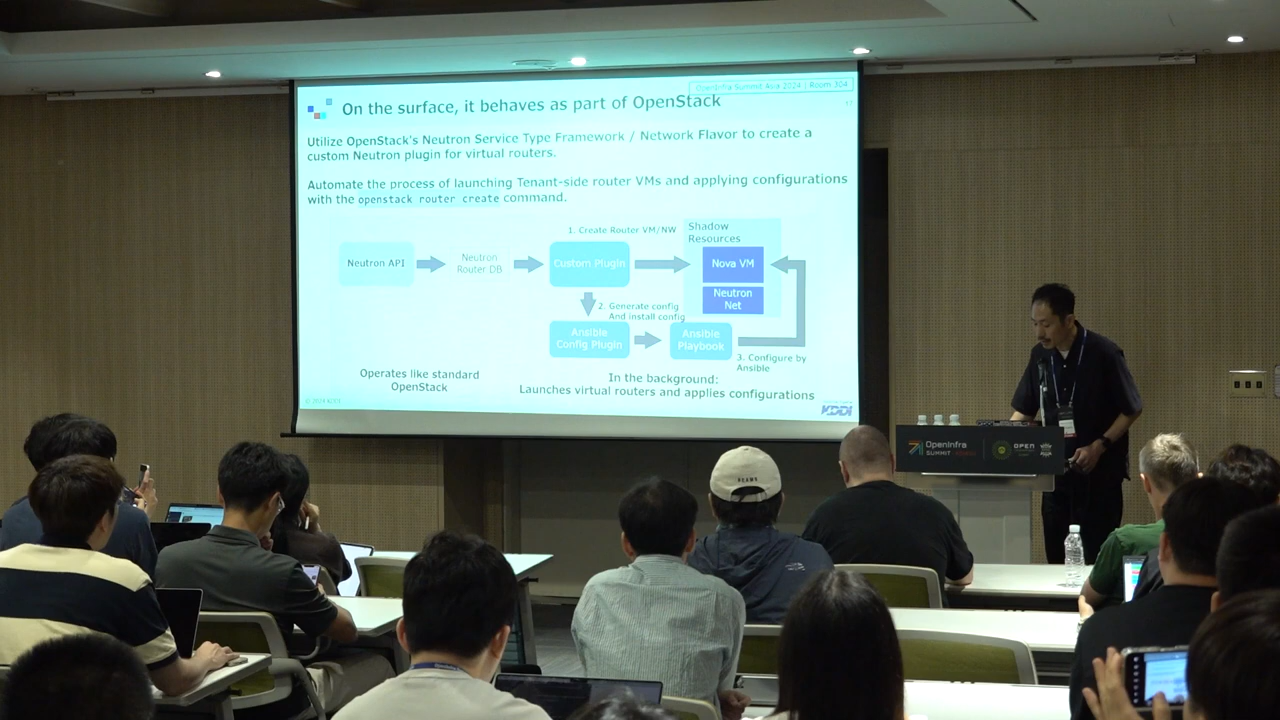 OpenInfra Summit Asia 2024 | Room 304
On the surface, it behaves as part of OpenStack
17
Utilize OpenStack's Neutron Service Type Framework / Network Flavor to create a
custom Neutron plugin for virtual routers.
Automate the process of launching Tenant-side router VMs and applying configurations
with the openstack router create command.
1. Create Router VM/NW
Shadow
Resources
Neutron API
Neutron
Router DB
Custom Plugin
Nova VM
Neutron
Net
2. Generate config
And install config
Ansible
Config Plugin
Ansible
Playbook
3. Configure by
Ansible
Operates like standard
OpenStack
In the background:
Launches virtual routers and applies configurations
© 2024 KDDI
KDDI
OpenInfra
SUMMIT
OPEN